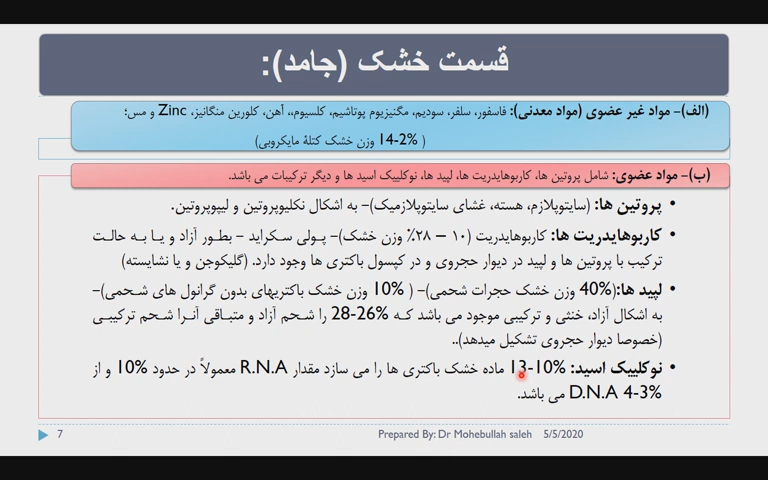 قسمت خشک (جامد):
(الف)- مواد غیر عضوی (مواد معدنی): فاسفور، سلفر، سودیم، مگنیزیوم پوتاشیم، کلسیوم،، آهن، کلورین منگانیز، Zinc و مس؛
( 14-2% وزن خشک کتلۀ مایکروبی)
(ب)- مواد عضوی: شامل پروتین ها، کاربوهایدریت ها، لپید ها، نوکلییک اسید ها و دیگر ترکیبات می باشد.
• پروتین ها: (سایتوپلازم، هسته، غشای سایتوپلازمیک)- به اشکال نکلیوپروتین و لیپوپروتین.
• کاربوهایدریت ها: کاربوهایدریت (۱۰ – ۲۸٪ وزن خشک)- پولی سکراید - بطور آزاد و یا به حالت
ترکیب با پروتین ها و لپید در دیوار حجروی و در کپسول باکتری ها وجود دارد. (گلیکوجن و یا نشایسته)
• لپید ها:(40% وزن خشک حجرات شحمی)- (10% وزن خشک باکتریهای بدون گرانول های شحمی)-
به اشکال آزاد، خنثی و ترکیبی موجود می باشد که 28-26% را شحم آزاد و متباقی آنرا شحم ترکیبی
(خصوصا دیوار حجروی تشکیل میدهد)..
• نوکلییک اسید: 13-10% ماده خشک باکتری ها را می سازد مقدار R.N.A معمولاً در حدود 10% و از
D.N.A 4-3% می باشد.
7
Prepared By: Dr Mohebullah saleh 5/5/2020